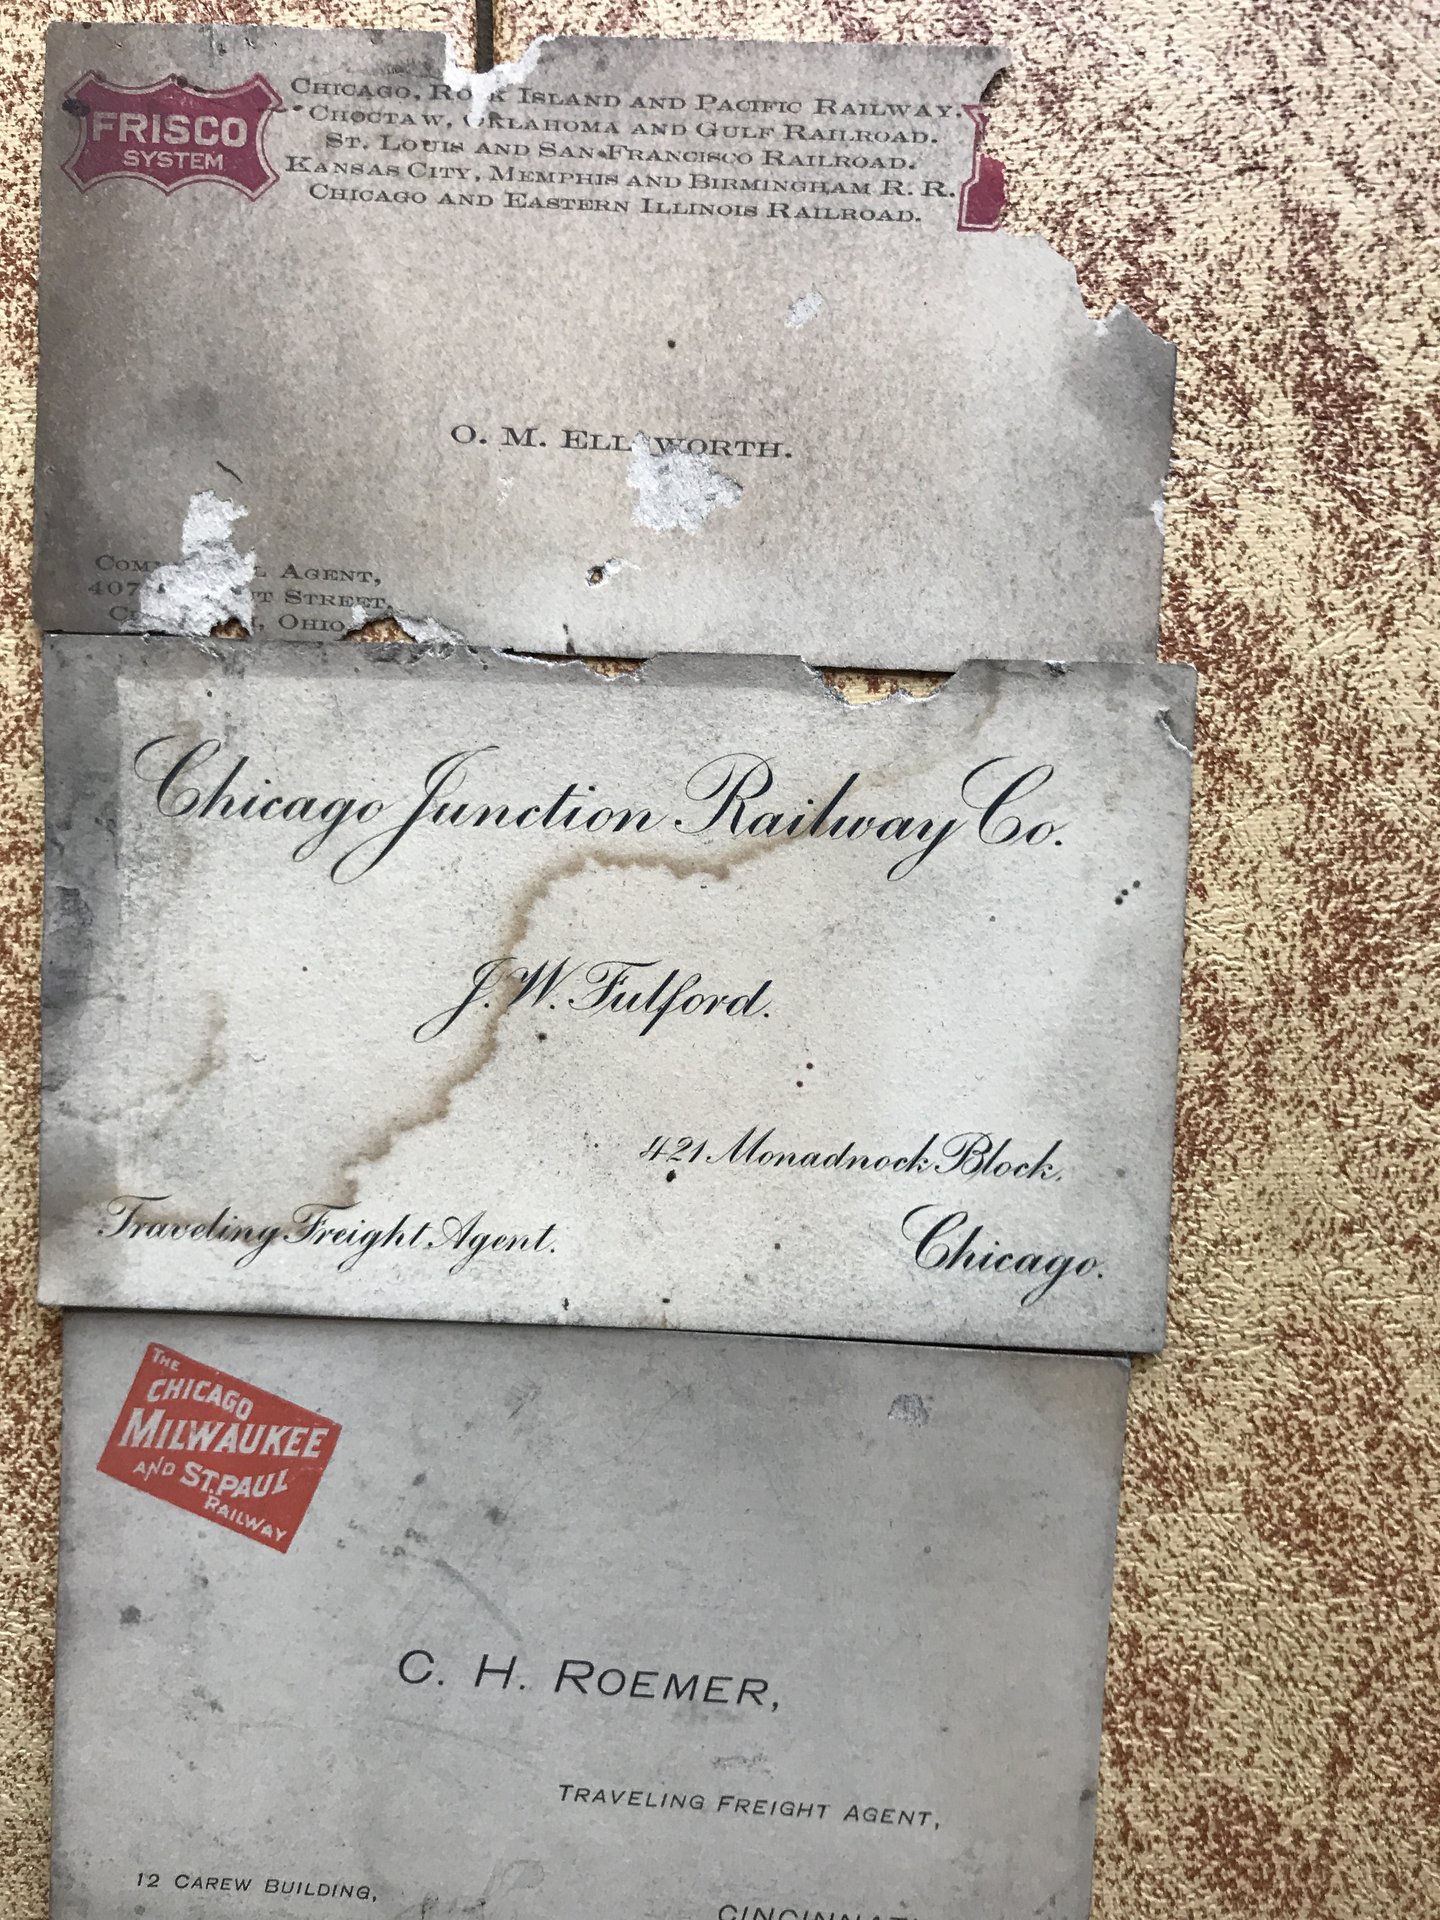 FRISCO
SYSTEM
CHICAGO, ISLAND AND PACIFIC RAILWAY.
CHOCTAW, OKLAHOMA AND GULF RAILROAD.
ST. LOUIS AND SAN FRANCISCO RAILROAD.
KANSAS CITY, MEMPHIS AND BIRMINGHAM R. R.
CHICAGO AND EASTERN ILLINOIS RAILROAD.
O. M. ELLSWORTH.
AGENT,
407 STREET,
OHIO
Chicago Junction Railway Co.
J. W. Fulford.
421 Monadnock Block.
Traveling Freight Agent.
Chicago.
THE
CHICAGO
MILWAUKEE
AND ST. PAUL
RAILWAY
C. H. ROEMER,
TRAVELING FREIGHT AGENT,
12 CAREW BUILDING,
CINCINNATI